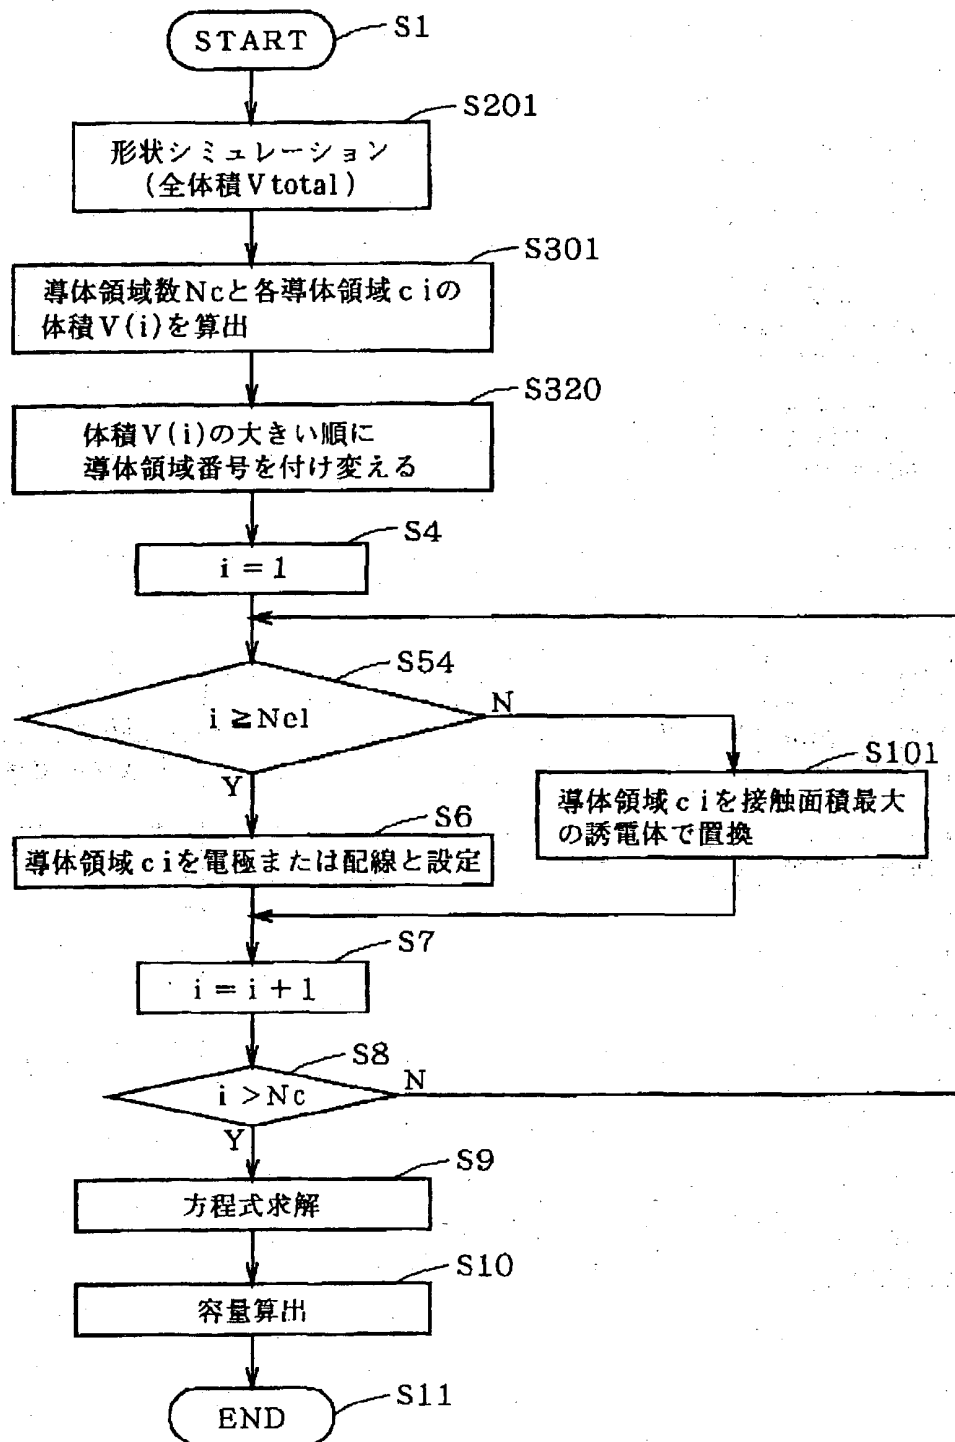 START
S1
S201
形状シミュレーション
(全体積Vtotal)
S301
導体領域数Ncと各導体領域ciの
体積V(i)を算出
S320
体積V(i)の大きい順に
導体領域番号を付け変える
S4
i=1
S54
i≧Ncl
N
Y
S101
導体領域ciを接触面積最大
の誘電体で置換
S6
導体領域ciを電極または配線と設定
S7
i=i+1
S8
i>Nc
N
Y
S9
方程式求解
S10
容量算出
S11
END